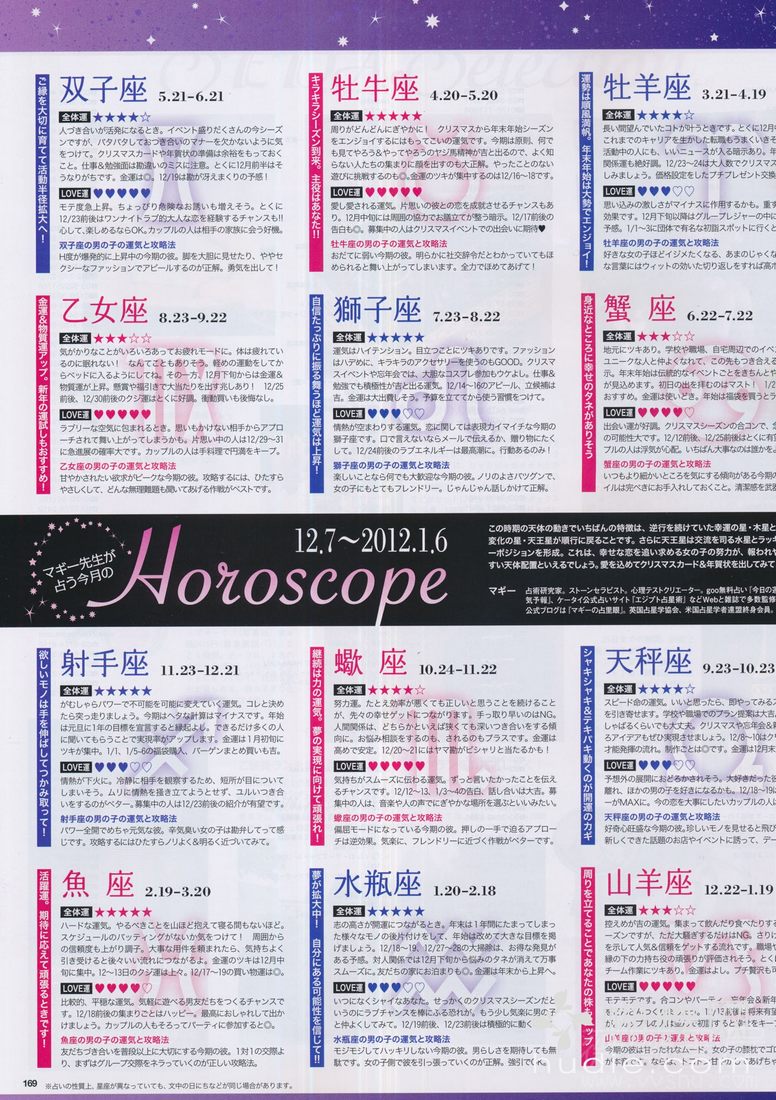 双子座 5.21-6.21
ご縁を大切に育てて活動半径拡大へ!
全体運 ★★★★☆
人づき合いが活発になるとき。イベント盛りだくさんの今シーズンですが、バタバタしておつき合いのマナーを欠かないように気をつけて。クリスマスカードや年賀状の準備は余裕をもっておくこと。仕事&勉強面は勘違いのミスに注意。とくに12月前半はそうなりがちです。金運は◎。12/19は勘が冴えまくりの予感!
LOVE運 ♥♥♥♥♥
モテ度急上昇。ちょっぴり危険なお誘いも増えそう。とくに12/23前後はワンナイトラブ的大人な恋を経験するチャンスも!!心して、楽しめるならOK。カップルの人は相手の家族に会う好機。
双子座の男の子の運気と攻略法
H度が爆発的に上昇中の今期の彼。脚を大胆に見せたり、ややセクシーなファッションでアピールするのが正解。勇気を出して!
牡牛座 4.20-5.20
キラキラシーズン到来。主役はあなた!!
全体運 ★★★★★
周りがどんどんにぎやかに! クリスマスから年末年始シーズンをエンジョイするにはもってこいの運気です。今期は原則、何でも見てやろう&やってやろうのヤジ馬精神が吉と出るので、よく知らない人たちの集まりに顔を出すのも大正解。やったことのない遊びに挑戦するのも◎。金運のツキが集中するのは12/16〜18です。
LOVE運 ♥♥♥♥♥
愛し愛される運気。片思いの彼との恋を成就させるチャンスもあり。12月中旬には周囲の協力でお膳立てが整う暗示。12/17前後の告白も◎。募集中の人はクリスマスイベントでの出会いに期待♥
牡牛座の男の子の運気と攻略法
おだてに弱い今期の彼。明らかに社交辞令だとわかっていてもほめられると舞い上がってしまいます。全力でほめてあげて!
牡羊座 3.21-4.19
運勢は順風満帆。年末年始は大勢でエンジョイ!
全体運 ★★★★☆
長い間望んでいたコトが叶うときです。とくに1
これまでのキャリアを生かした転職もうまくいきそ
活動中の人にも、いいニュースが入る暗示あり。年
関係運も絶好調。12/23〜24は大人数でクリスマス
しみましょう。価格設定をしたプチプレゼント交換
LOVE運 ♥♥♥♡♡
思い込みの激しさがマイナスに作用するかも。重す
効果です。12月下旬以降はグループレジャーの中に
予感。1/1〜3に団体で有名な初詣スポットに行くと
牡羊座の男の子の運気と攻略法
好きな女の子ほどイジメたくなる、あまのじゃくな
な言葉にはウィットの効いた切り返しをすれば高感
乙女座 8.23-9.22
金運&物質運アップ。新年の運試しもおすすめ!
全体運 ★★★☆☆
気がかりなことがいろいろあってお疲れモードに。体は疲れているのに眠れない! なんてこともありそう。軽めの運動をしてからベッドに入るようにしてね。その一方、12月下旬からは金運&物質運が上昇。懸賞や福引きで大当たりを出す兆しあり! 12/25前後、12/30前後のクジ運はとくに好調。衝動買いも後悔なし。
LOVE運 ♥♥♥♥♥
ラブリーな空気に包まれるとき。思いもかけない相手からアプローチされて舞い上がってしまうかも。片思い中の人は12/29〜31に急進展の確率大です。カップルの人は手料理で円満をキープ。
乙女座の男の子の運気と攻略法
甘やかされたい欲求がピークな今期の彼。攻略するには、ひたすらやさしくして、どんな無理難題も聞いてあげる作戦がベストです。
獅子座 7.23-8.22
自信たっぷりに振る舞うほど運気は上昇!
全体運 ★★★★★
運気はハイテンション。目立つことにツキあります。ファッションはハデめに、キラキラのアクセサリーを使うのもGOOD。クリスマスイベントや忘年会では、大胆なコスプレ参加もウケよし。仕事&勉強でも積極性が吉と出る運気。12/14〜16のアピール、立候補は吉。金運は大出費しそう。予算を立ててから使う習慣をつけて。
LOVE運 ♥♥♥♡♡
情熱が空まわりする運気。恋に関しては表現力イマイチな今期の獅子座です。口で言えないならメールで伝えるか、贈り物にたくして。12/24前後のラブエネルギーは最高潮に。行動あるのみ!
獅子座の男の子の運気と攻略法
楽しいことなら何でも大歓迎な今期の彼。ノリのよさバツグンで、女の子にもとてもフレンドリー。じゃんじゃん話しかけて正解。
蟹座 6.22-7.22
身近なところに幸せのタネがありそう
全体運 ★★★☆☆
地元にツキあり。学校や職場、自宅周辺でのイベ
ユニークな人と仲よくなれて、この先もつき合える
示。年末年始は伝統的なイベントごとをきちんとや
が見込めます。初日の出を拝むのはマスト!
おすすめ。金運は使いどき。年始は福袋を買うとラ
LOVE運 ♥♥♥♥♡
出会い運が好調。クリスマスシーズンの合コンで、
の可能性大です。12/12前後、12/25前後はとくに有
プルの人は浮気が心配。いちばん大事なのは誰かを
蟹座の男の子の運気と攻略法
いつもより細かいところを気にする傾向がある今期
イルは完ぺきにお手入れしておくこと。清潔感を武
マギー先生が占う今月の
Horoscope
12.7〜2012.1.6
この時期の天体の動きでいちばんの特徴は、逆行を続けていた幸運の星・木星と
変化の星・天王星が順行に戻ることです。さらに天王星は交流を司る水星とラッキ
ーポジションを形成。これは、幸せな恋を追い求める女の子の努力が、報われや
すい天体配置といえるでしょう。愛を込めてクリスマスカード&年賀状を出してみて
マギー 占術研究家。ストーンセラピスト。心理テストクリエーター。goo無料占い『今日の運
気予報』、ケータイ公式占いサイト『エジプト占星術』などWebと雑誌で多数監修
公式ブログは『マギーの占里眼』。英国占星学協会、米国占星学者連盟終身会員。
射手座 11.23-12.21
欲しいモノは手を伸ばしてつかみ取って!
全体運 ★★★★★
がむしゃらパワーで不可能を可能に変えていく運気。コレと決めたら突っ走りましょう。今期はヘタな計算はマイナスです。年始は元旦に1年の目標を宣言すると縁起よし。できるだけ多くの人に聞いてもらうことで実現率がアップします。金運は1月初旬にツキが集中。1/1、1/5-6の福袋購入、バーゲンまとめ買いも吉。
LOVE運 ♥♥♥♡♡
情熱が下火に。冷静に相手を観察するため、短所が目についてしまいそう。ムリに情熱を掻き立てようとせず、ユルいつき合いをするのがベター。募集中の人は12/23前後の紹介が有望です。
射手座の男の子の運気と攻略法
パワー全開でめちゃ元気な彼。辛気臭い女の子は勘弁してって感じです。攻略するにはひたすらノリよく&明るく近づいてみて。
蠍座 10.24-11.22
継続は力の運気。夢の実現に向けて頑張れ!
全体運 ★★★★☆
努力運。たとえ効率が悪くても正しいと思うことを続けることが、先々の幸せゲットにつながります。手っ取り早いのはNG。人間関係は、どちらかといえば狭くても深いつき合いをする傾向に。お悩み相談をするのも、されるのもプラスです。金運は高めで安定。12/20〜21にはヤマ勘がピシャリと当たるかも!
LOVE運 ♥♥♥♥♥
気持ちがスムーズに伝わる運気。ずっと言いたかったことを伝えるチャンスです。12/12〜13、1/3〜4の告白、話し合いは大吉。募集中の人は、音楽や人の声でにぎやかな場所を選ぶといいみたい。
蠍座の男の子の運気と攻略法
偏屈モードになっている今期の彼。押しの一手で迫るアプローチは逆効果。気楽に、フレンドリーに近づく作戦がベターです。
天秤座 9.23-10.23
シャキシャキ&テキパキ動くのが開運のカギ
全体運 ★★★★★
スピード命の運気。いいと思ったら、即やってみる
を引き寄せます。学校や職場でのプラン提案は大吉
しゃばるくらいでも大丈夫。クリスマスや忘年会&
ろアイデアもぜひ実現させましょう。12/8〜10はク
才能発揮の流れ。制作ごとは◎です。金運は12月末
LOVE運 ♥♥♥♡♡
予想外の展開におどろかされそう。大好きだった
離れ、ほかの男の子を好きになるかも。12/18〜19
ーがMAXに。今の恋を大事にしたいカップルの人
天秤座の男の子の運気と攻略法
好奇心旺盛な今期の彼。珍しいモノを見せると飛び
新しくできた話題のお店やイベントに誘って、デー
魚座 2.19-3.20
活躍運。期待に応えて頑張るときです!
全体運 ★★★★★
ハードな運気。やるべきことを山ほど抱えて寝る間もないほど。スケジュールのバッティングがないか気をつけて! 周囲からの信頼度も上がり調子。大事な用件を頼まれたら、気持ちよく引き受けると後々いい流れにつながるよ。金運のツキは12月中旬に集中。12〜13日のクジ運は上々。12/17〜19の買い物運は◎。
LOVE運 ♥♥♥♥♡
比較的、平穏な運気。気軽に遊べる男友だちをつくるチャンスです。12/18前後の集まりごとはハッピー。最高におしゃれして出かけましょう。カップルの人もそろってパーティに参加すると◎。
魚座の男の子の運気と攻略法
友だちづき合いを普段以上に大切にする今期の彼。1対1の交際より、まずはグループ交際をネラっていくのが正しい攻略法。
水瓶座 1.20-2.18
夢が拡大中! 自分にある可能性を信じて!!
全体運 ★★★★★
志の高さが開運につながるとき。年末は1年間にたまってしまった様々なモノの後片付けをして、年始は改めて大きな目標を掲げましょう。12/18〜19、12/27〜28の大掃除は、お得な発見がある予感。対人関係では12月下旬から悩みのタネが消えて万事スムーズに。友だちの家にお泊まりも◎。金運は年末から上昇へ。
LOVE運 ♥♥♥♡♡
いつになくシャイなあなた。せっかくのクリスマスシーズンだというのにラブチャンスを棒にふる恐れが。もう少し気楽に男の子と仲よくしてみて。12/19前後、12/23前後は積極的に動く
水瓶座の男の子の運気と攻略法
モジモジしてハッキリしない今期の彼。男らしさを期待しても無駄です。女の子側で彼を引っ張っていくのが正解。強引でく
山羊座 12.22-1.19
周りを立てることであなたの株もアップ
全体運 ★★★☆☆
控えめが吉の運気。集まって飲んだり食べたりする
ーズンですが、ただ大騒ぎするだけはNG。さりげ
を示して人気&信頼をゲットする流れです。職場や
縁の下の力持ち役の頑張りが評価されそう。とく
チーム作業にツキあり。金運はよし。プチ贅沢も可
LOVE運 ♥♥♥♥♥
モテモテです。合コンやパーティ、忘年会&新年
山羊座の男の子の運気と攻略法
今期の彼は甘ったれなムード。女の子の膝でゴ
169 ※占いの性質上、星座が異なっていても、文中の日にちなどが同じ場合があります。